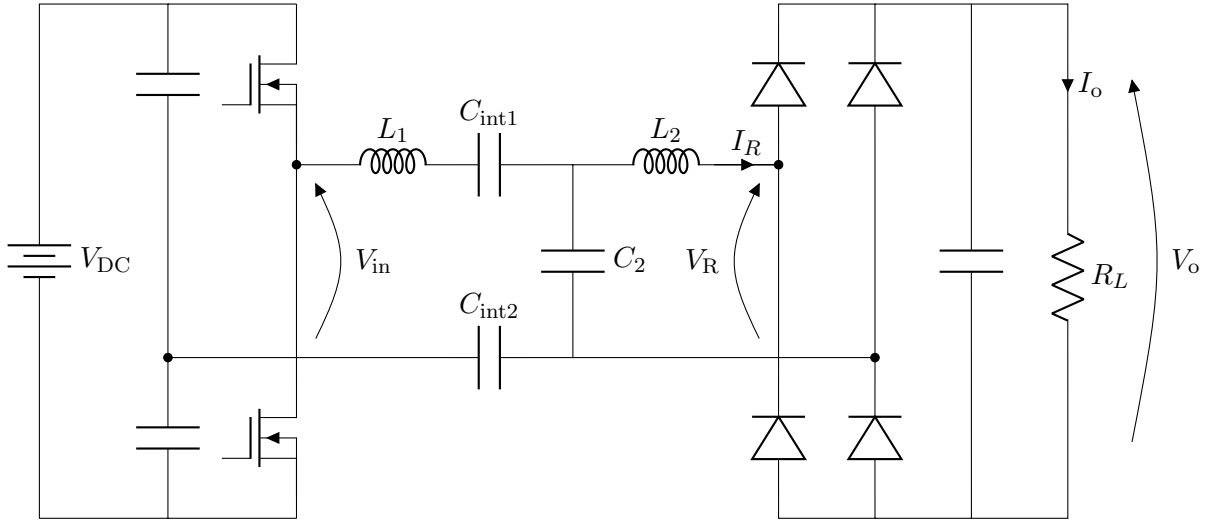 C_int1
L_1
L_2
I_R
I_o
V_DC
V_in
C_2
V_R
R_L
V_o
C_int2